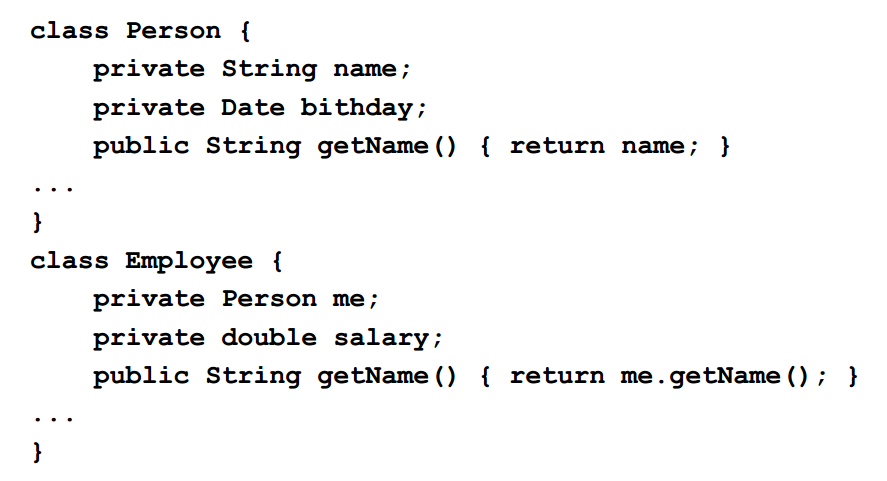 class Person {
    private String name;
    private Date bithday;
    public String getName() { return name; }
...
}
class Employee {
    private Person me;
    private double salary;
    public String getName() { return me.getName(); }
...
}